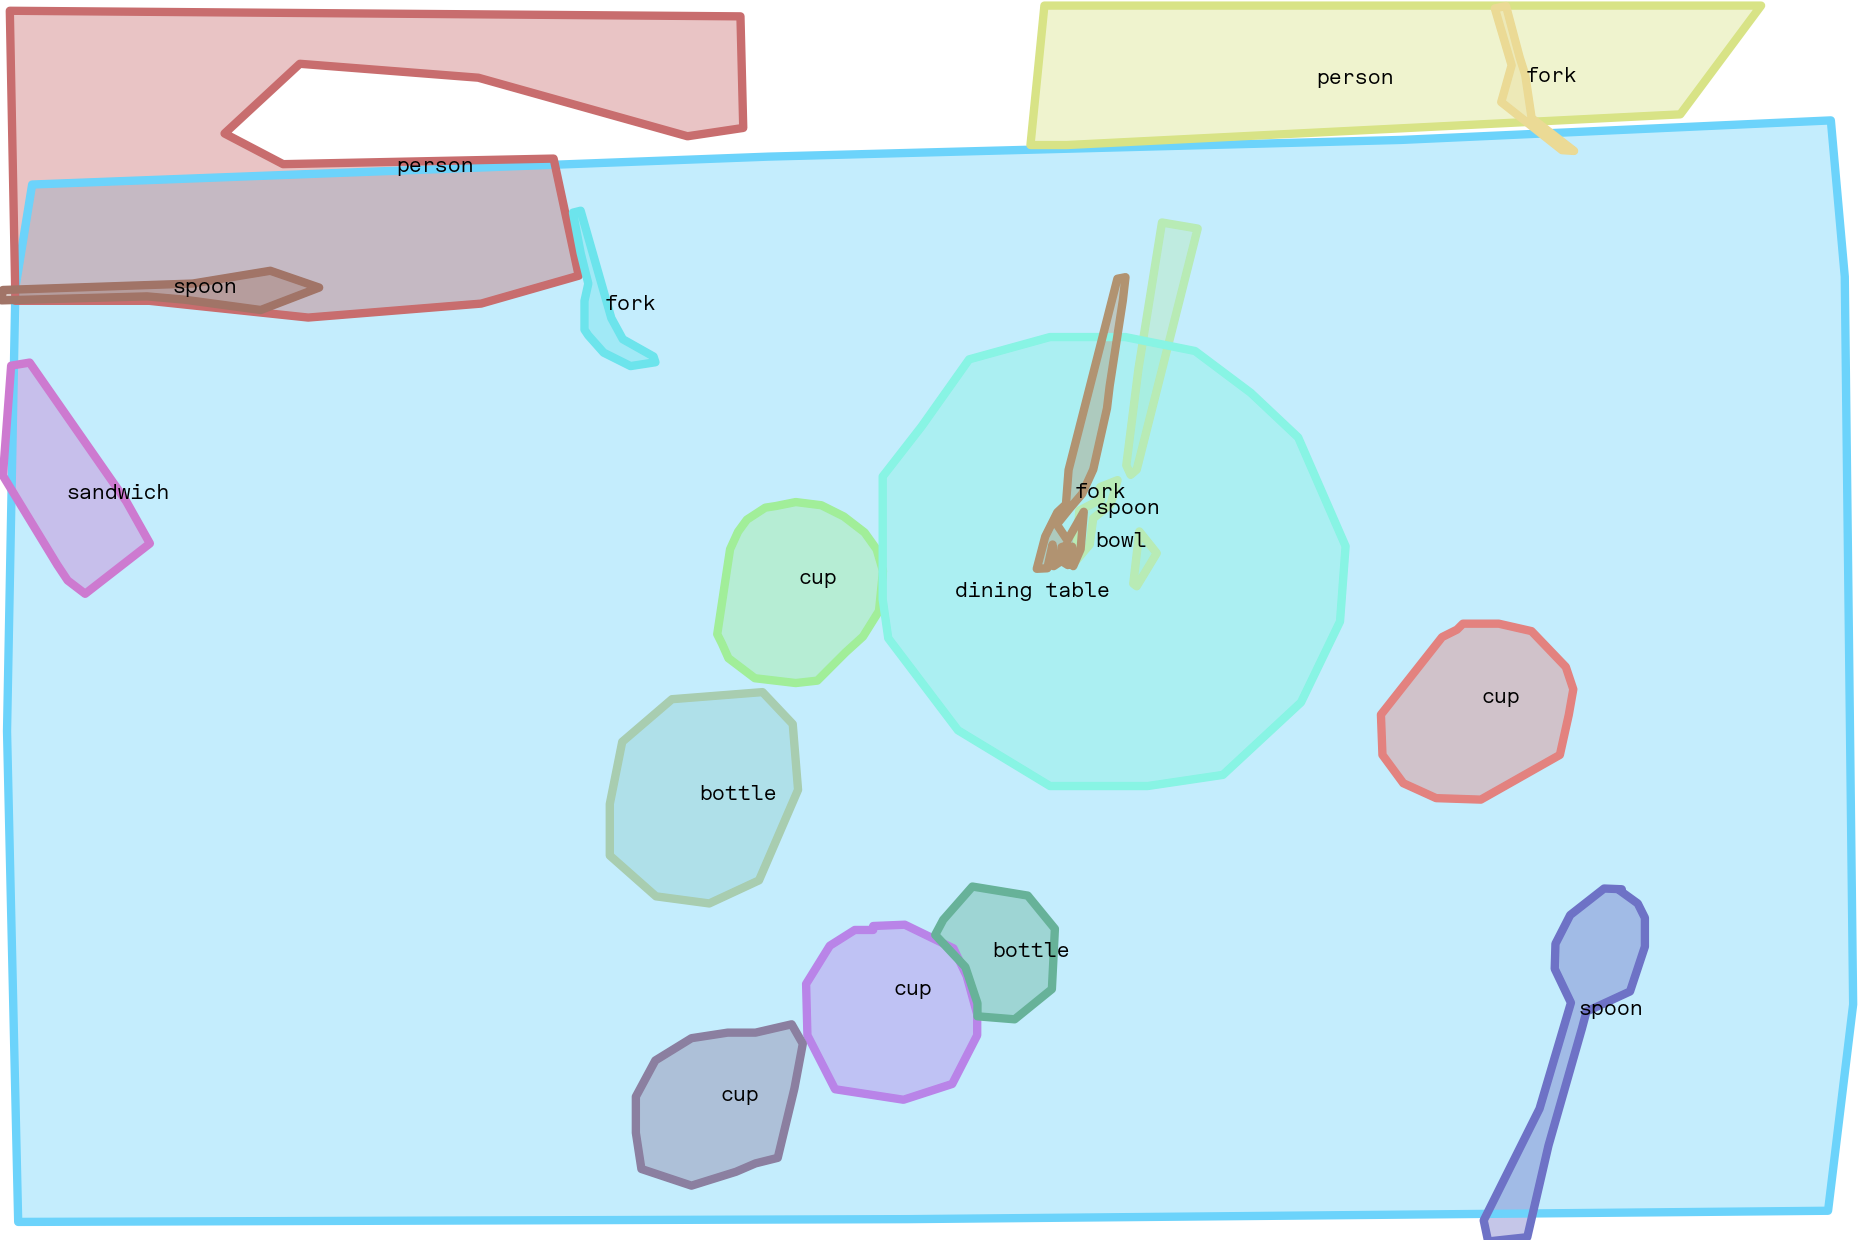 person
fork
person
spoon
fork
sandwich
fork
spoon
bowl
cup
dining table
cup
bottle
bottle
cup
spoon
cup